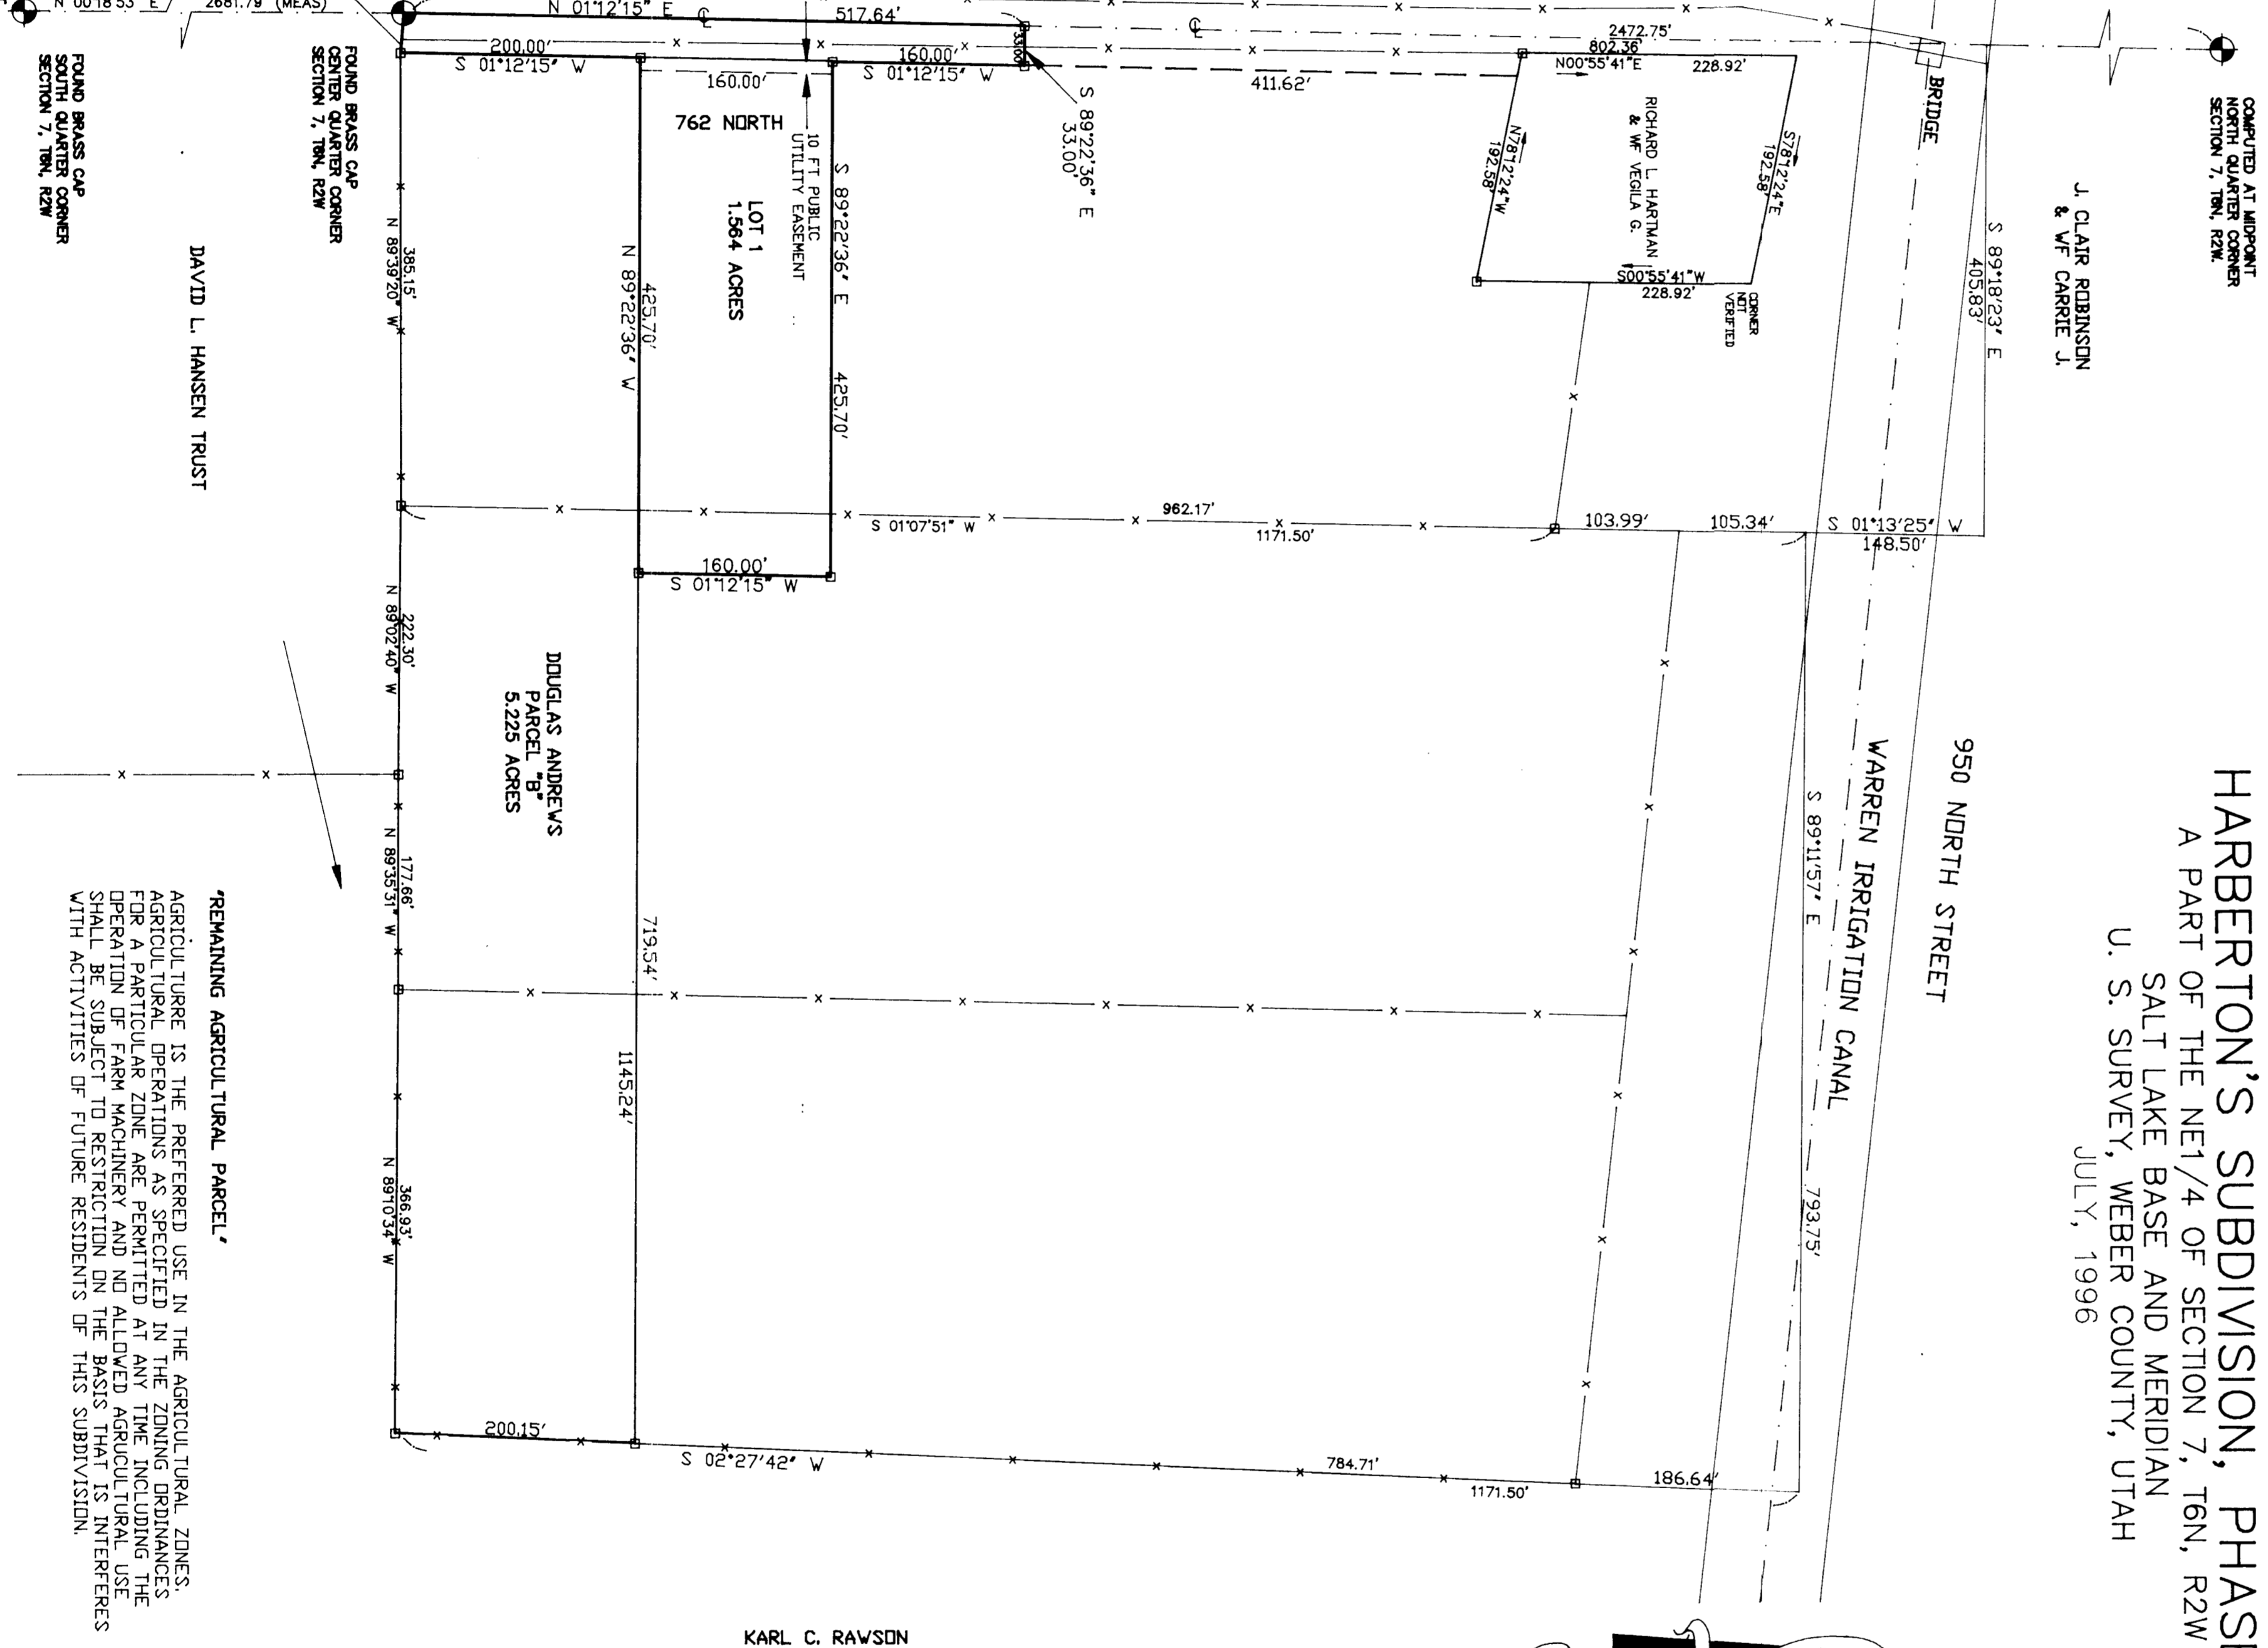 HARBERTON'S SUBDIVISION, PHAS
A PART OF THE NE1/4 OF SECTION 7, T6N, R2W
SALT LAKE BASE AND MERIDIAN
U. S. SURVEY, WEBER COUNTY, UTAH
JULY, 1996
COMPUTED AT MIDPOINT
NORTH QUARTER CORNER
SECTION 7, T6N, R2W.
J. CLAIR ROBINSON
& WF CARRIE J.
S 89°18'23" E
405.83'
BRIDGE
950 NORTH STREET
WARREN IRRIGATION CANAL
S 89°11'57" E
793.75'
S 01°13'25" W
148.50'
105.34'
103.99'
2472.75'
802.36'
N00°55'41"E
228.92'
S78°12'24"E
192.58'
RICHARD L. HARTMAN
& WF VEGILA G.
N78°12'24"W
192.58'
S00°55'41"W
228.92'
CORNER
NOT
VERIFIED
411.62'
S 89°22'36" E
33.00'
33.00'
N 01°12'15" E
517.64'
160.00'
S 01°12'15" W
200.00'
S 01°12'15" W
160.00'
762 NORTH
10 FT PUBLIC
UTILITY EASEMENT
LOT 1
1.564 ACRES
S 89°22'36" E
425.70'
425.70'
N 89°22'36" W
160.00'
S 01°12'15" W
962.17'
S 01°07'51" W
1171.50'
DOUGLAS ANDREWS
PARCEL "B"
5.225 ACRES
719.54'
1145.24'
200.15'
S 02°27'42" W
784.71'
1171.50'
186.64'
385.15'
N 89°39'20" W
222.30'
N 89°02'40" W
177.66'
N 89°35'31" W
366.93'
N 89°10'34" W
N 00°18'53" E
2681.79' (MEAS)
FOUND BRASS CAP
CENTER QUARTER CORNER
SECTION 7, T6N, R2W
FOUND BRASS CAP
SOUTH QUARTER CORNER
SECTION 7, T6N, R2W
DAVID L. HANSEN TRUST
"REMAINING AGRICULTURAL PARCEL"
AGRICULTURE IS THE PREFERRED USE IN THE AGRICULTURAL ZONES.
AGRICULTURAL OPERATIONS AS SPECIFIED IN THE ZONING ORDINANCES
FOR A PARTICULAR ZONE ARE PERMITTED AT ANY TIME INCLUDING THE
OPERATION OF FARM MACHINERY AND NO ALLOWED AGRUCULTURAL USE
SHALL BE SUBJECT TO RESTRICTION ON THE BASIS THAT IS INTERFERES
WITH ACTIVITIES OF FUTURE RESIDENTS OF THIS SUBDIVISION.
KARL C. RAWSON